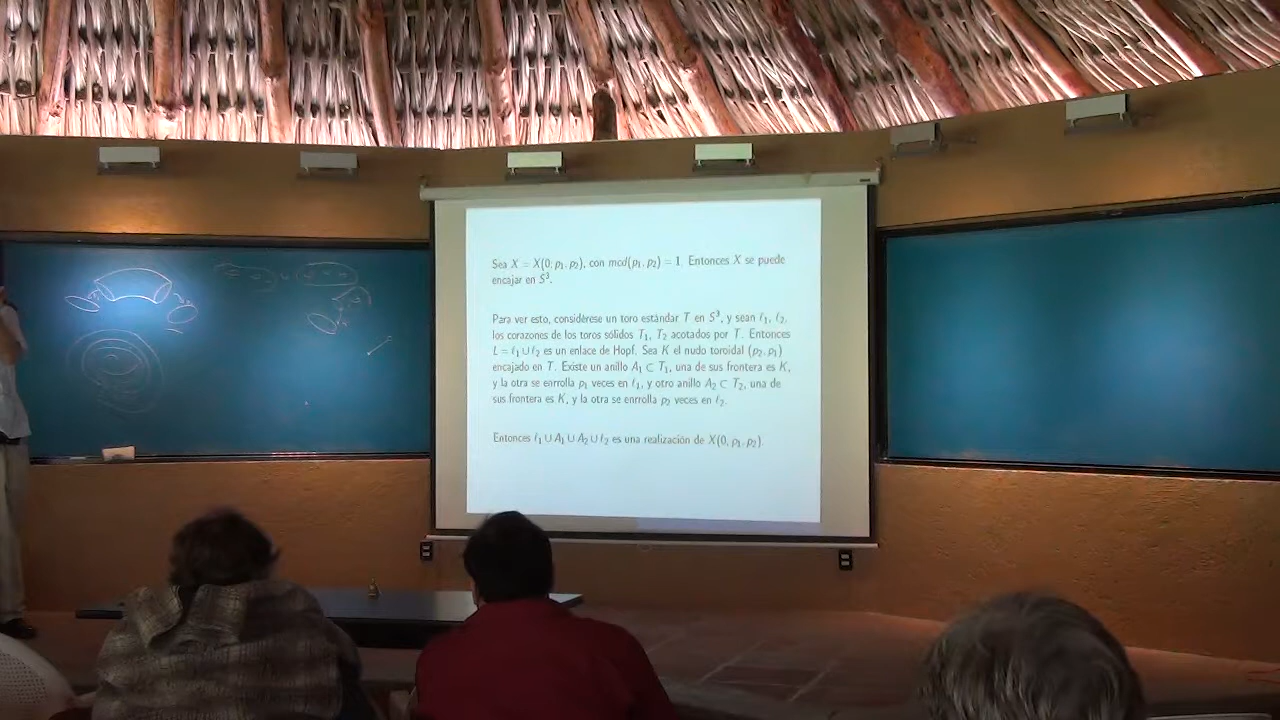 Sea X = X(0; p₁, p₂), con mcd(p₁, p₂) = 1. Entonces X se puede
encajar en S³.
Para ver esto, considérese un toro estándar T en S³, y sean ℓ₁, ℓ₂,
los corazones de los toros sólidos T₁, T₂ acotados por T. Entonces
L = ℓ₁ ∪ ℓ₂ es un enlace de Hopf. Sea K el nudo toroidal (p₂, p₁)
encajado en T. Existe un anillo A₁ ⊂ T₁, una de sus frontera es K,
y la otra se enrrolla p₁ veces en ℓ₁, y otro anillo A₂ ⊂ T₂, una de
sus frontera es K, y la otra se enrrolla p₂ veces en ℓ₂.
Entonces ℓ₁ ∪ A₁ ∪ A₂ ∪ ℓ₂ es una realización de X(0, p₁, p₂).